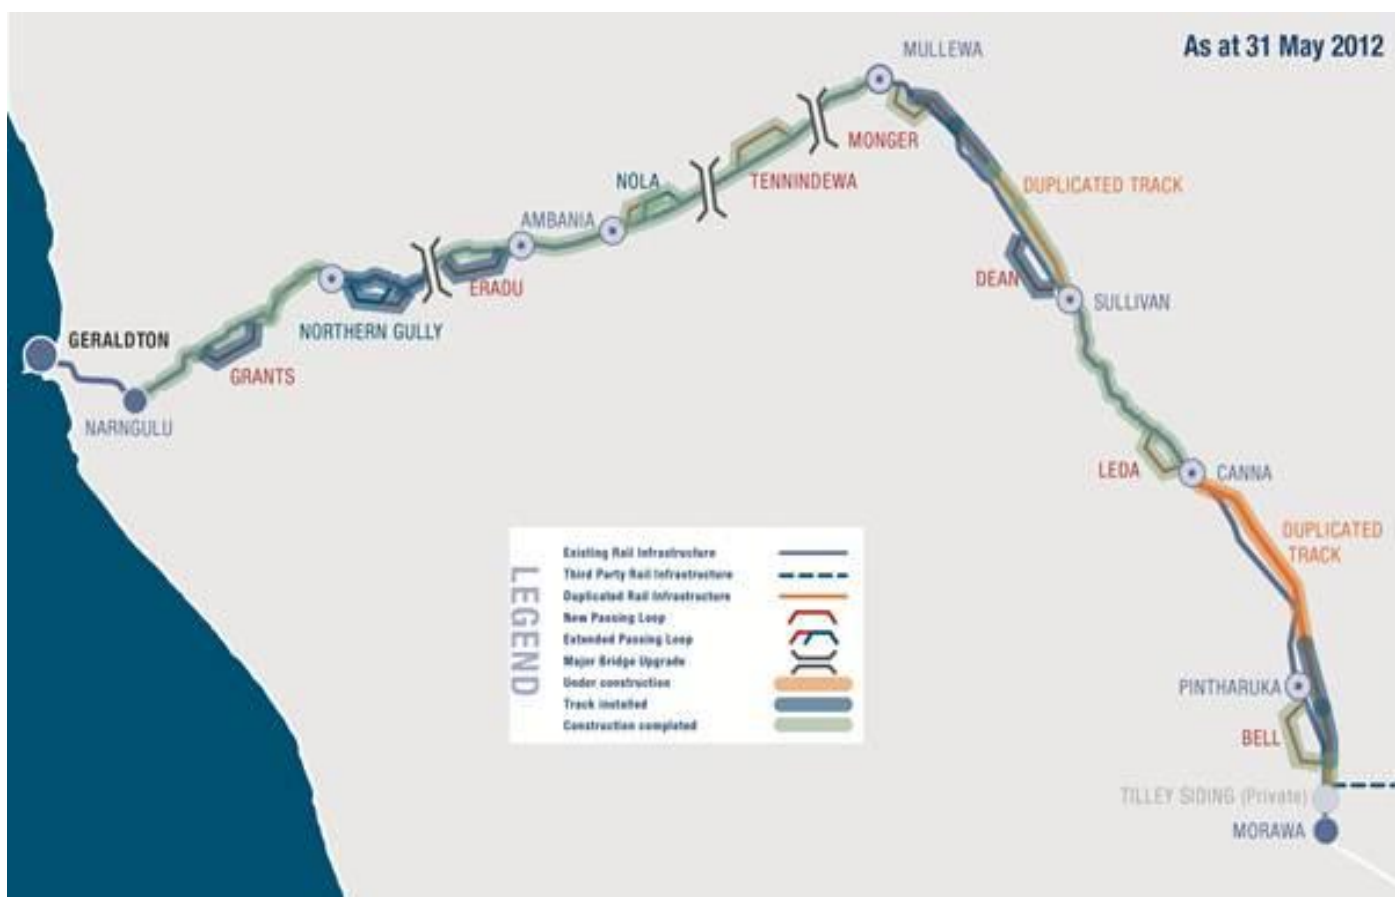 As at 31 May 2012
MULLEWA
MONGER
TENNINDEWA
DUPLICATED TRACK
NOLA
AMBANIA
ERADU
DEAN
SULLIVAN
NORTHERN GULLY
GERALDTON
GRANTS
NARNGULU
LEDA
CANNA
DUPLICATED
TRACK
LEGEND
Existing Rail Infrastructure
Third Party Rail Infrastructure
Duplicated Rail Infrastructure
New Passing Loop
Extended Passing Loop
Major Bridge Upgrade
Under construction
Track installed
Construction completed
PINTHARUKA
BELL
TILLEY SIDING (Private)
MORAWA